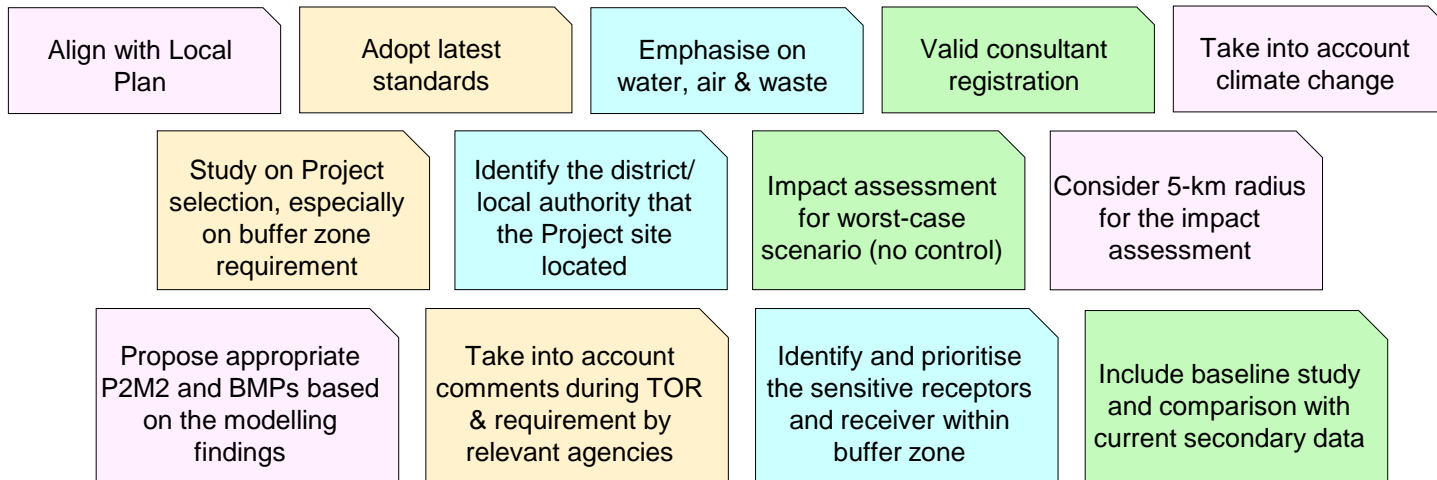 Align with Local
Plan
Adopt latest
standards
Emphasise on
water, air & waste
Valid consultant
registration
Take into account
climate change
Study on Project
selection, especially
on buffer zone
requirement
Identify the district/
local authority that
the Project site
located
Impact assessment
for worst-case
scenario (no control)
Consider 5-km radius
for the impact
assessment
Propose appropriate
P2M2 and BMPs based
on the modelling
findings
Take into account
comments during TOR
& requirement by
relevant agencies
Identify and prioritise
the sensitive receptors
and receiver within
buffer zone
Include baseline study
and comparison with
current secondary data